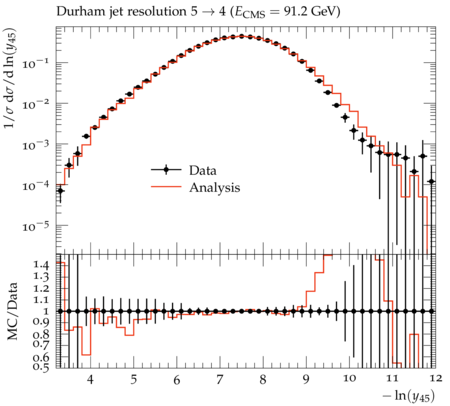 Durham jet resolution 5 → 4 (E_CMS = 91.2 GeV)
1/σ dσ/d ln(y_45)
10^−1
10^−2
10^−3
10^−4
10^−5
Data
Analysis
MC/Data
1.4
1.3
1.2
1.1
1
0.9
0.8
0.7
0.6
0.5
4 5 6 7 8 9 10 11 12
− ln(y_45)